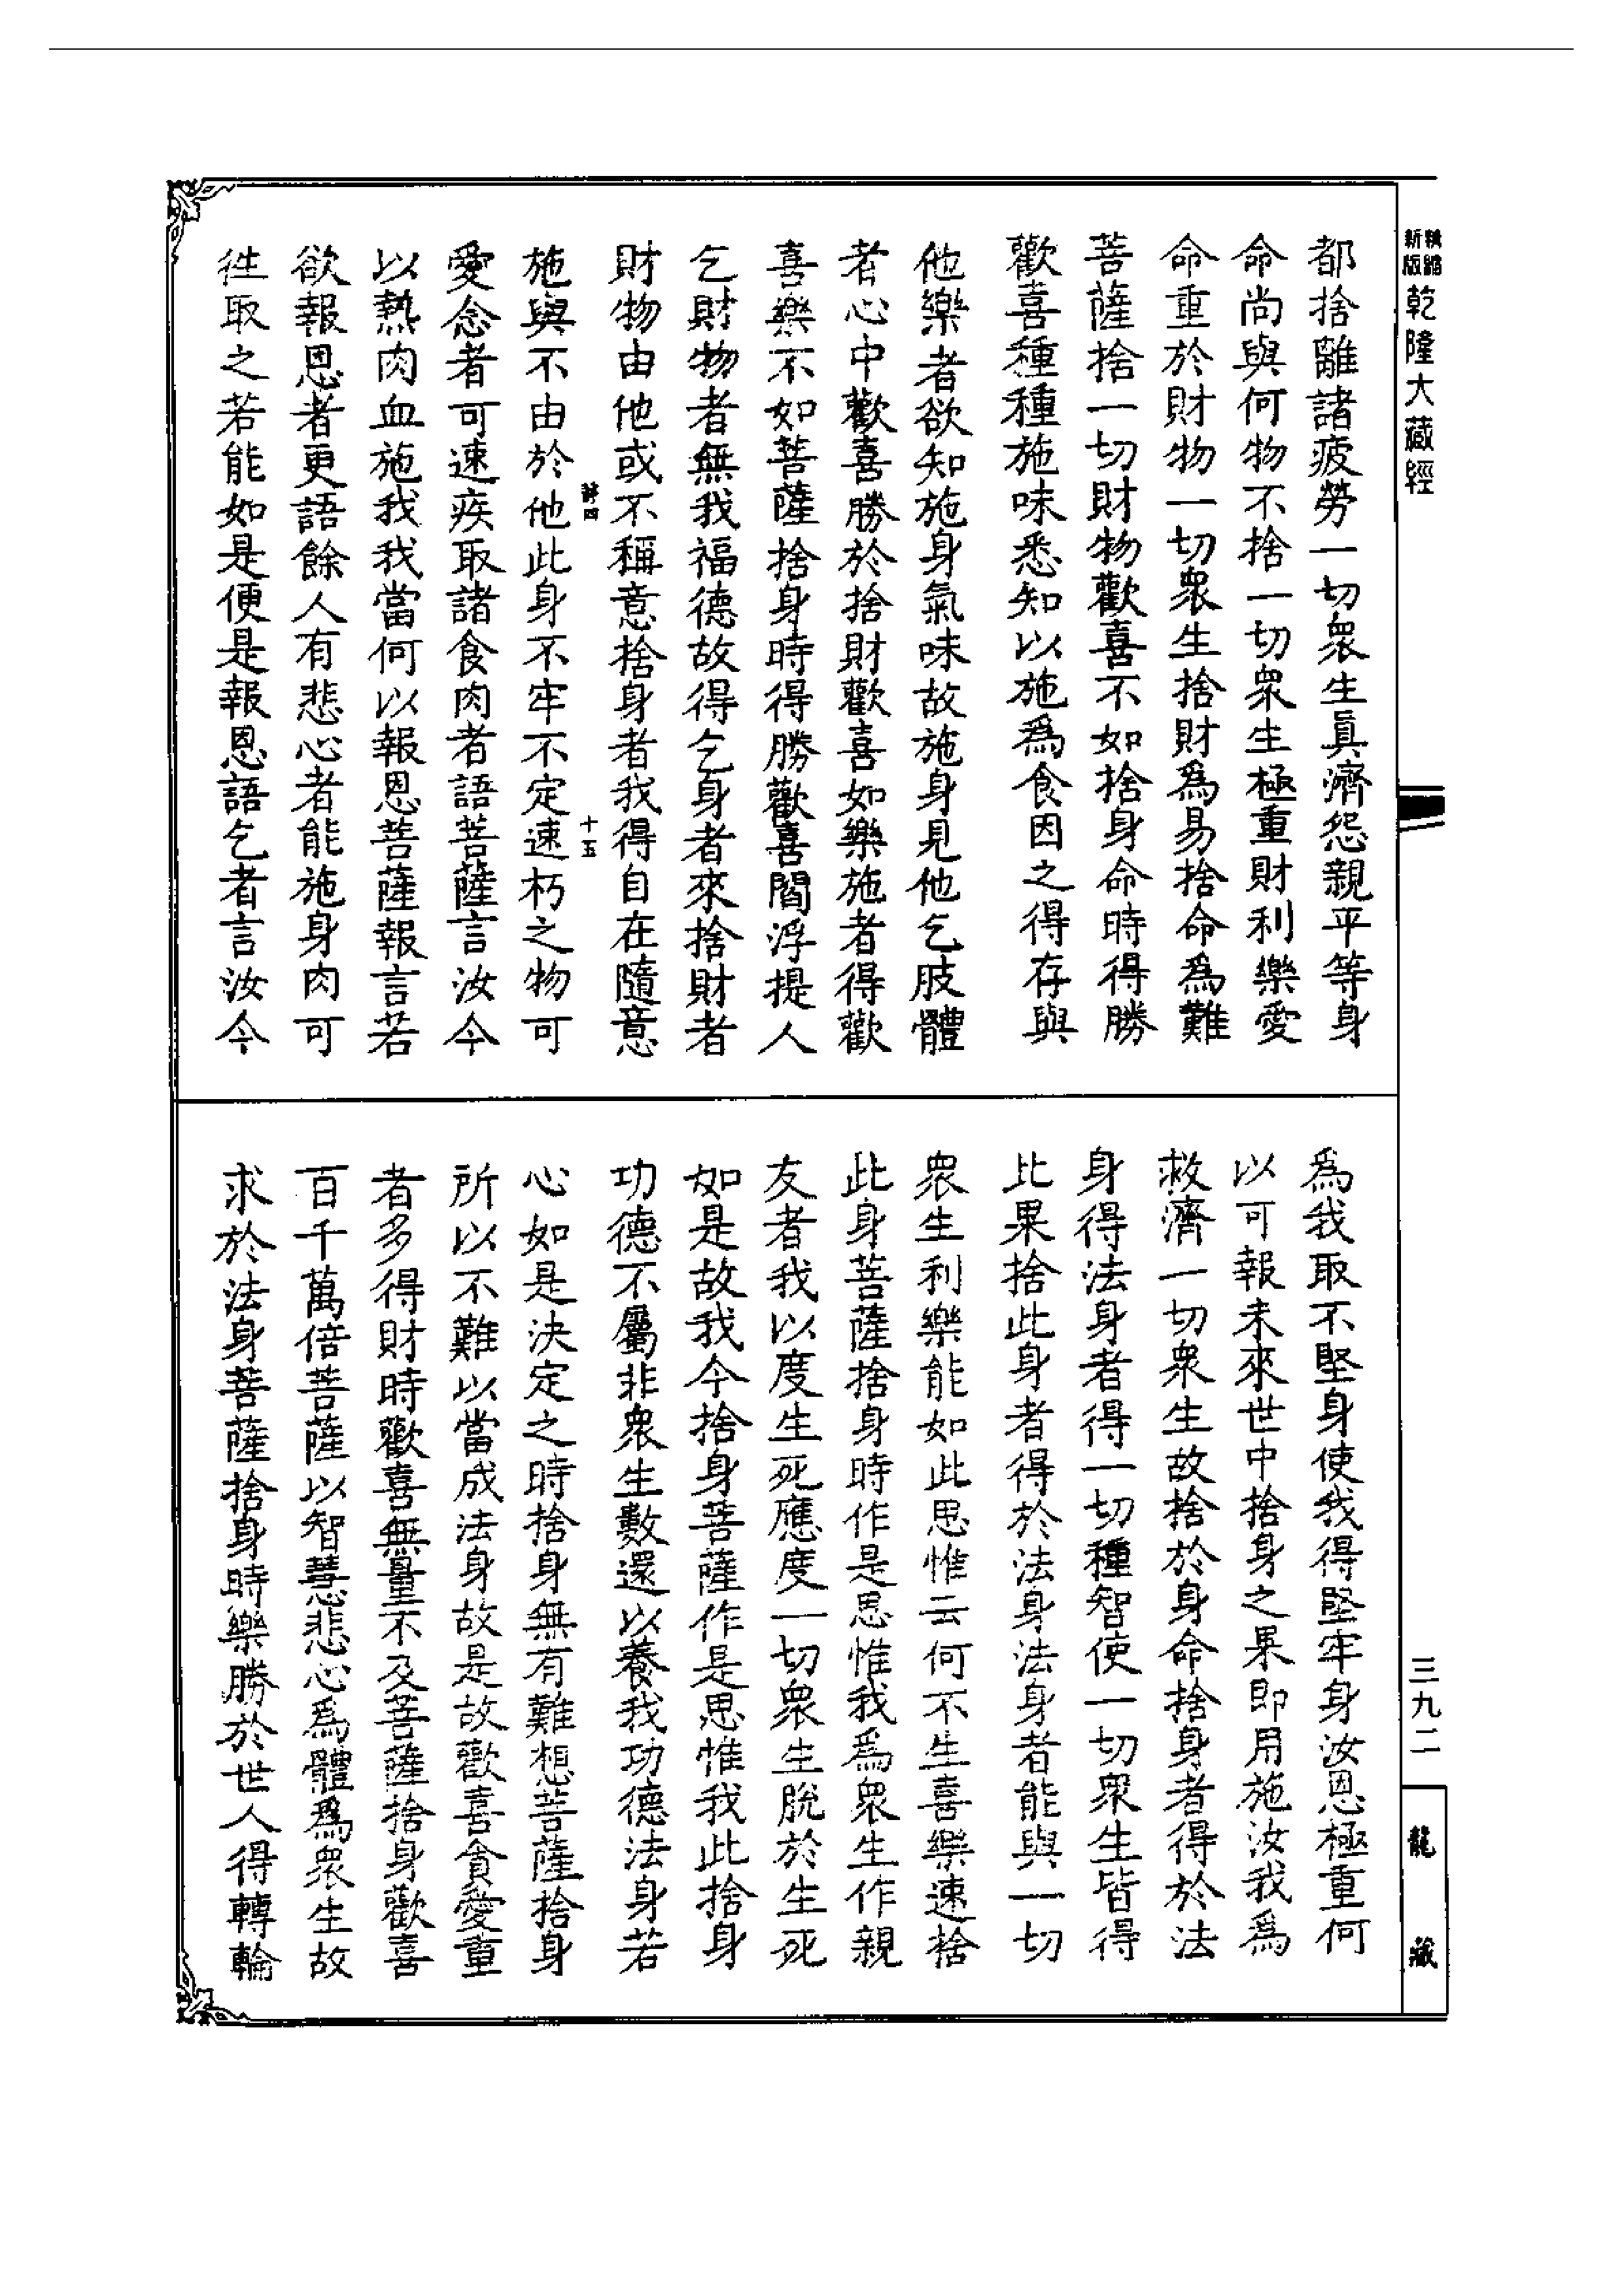 新版精縮乾隆大藏經
都捨離諸疲勞一切衆生眞濟怨親平等身
命尚與何物不捨一切衆生極重財利樂愛
命重於財物一切衆生捨財爲易捨命爲難
菩薩捨一切財物歡喜不如捨身命時得勝
歡喜種種施味悉知以施爲食因之得存與
他樂者欲知施身氣味故施身見他乞肢體
者心中歡喜勝於捨財歡喜如樂施者得歡
喜樂不如菩薩捨身時得勝歡喜閻浮提人
乞財物者無我福德故得乞身者來捨財者
財物由他或不稱意捨身者我得自在隨意
詩四
十五
施與不由於他此身不牢不定速朽之物可
愛念者可速疾取諸食肉者語菩薩言汝今
以熱肉血施我我當何以報恩菩薩報言若
欲報恩者更語餘人有悲心者能施身肉可
往取之若能如是便是報恩語乞者言汝今
爲我取不堅身使我得堅牢身汝恩極重何
以可報未來世中捨身之果即用施汝我爲
救濟一切衆生故捨於身命捨身者得於法
身得法身者得一切種智使一切衆生皆得
此果捨此身者得於法身法身者能與一切
衆生利樂能如此思惟云何不生喜樂速捨
此身菩薩捨身時作是思惟我爲衆生作親
友者我以度生死應度一切衆生脫於生死
如是故我今捨身菩薩作是思惟我此捨身
功德不屬非衆生數還以養我功德法身若
心如是決定之時捨身無有難想菩薩捨身
所以不難以當成法身故是故歡喜貪愛重
者多得財時歡喜無量不及菩薩捨身歡喜
百千萬倍菩薩以智慧悲心爲體爲衆生故
求於法身菩薩捨身時樂勝於世人得轉輪
三九二
龍藏